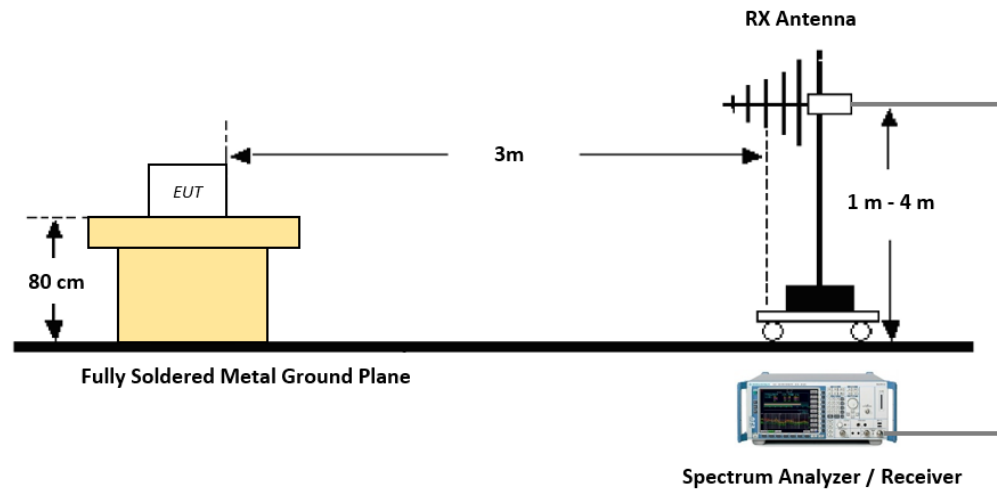 RX Antenna
3m
EUT
1 m - 4 m
80 cm
Fully Soldered Metal Ground Plane
Spectrum Analyzer / Receiver